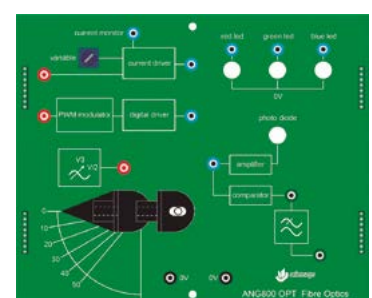 current monitor
variable
current driver
red led
green led
blue led
0V
PWM modulator
digital driver
photo diode
V3
V/2
amplifier
comparator
0
10
20
30
40
50
0V
0V
ANG800 OPT Fibre Optics